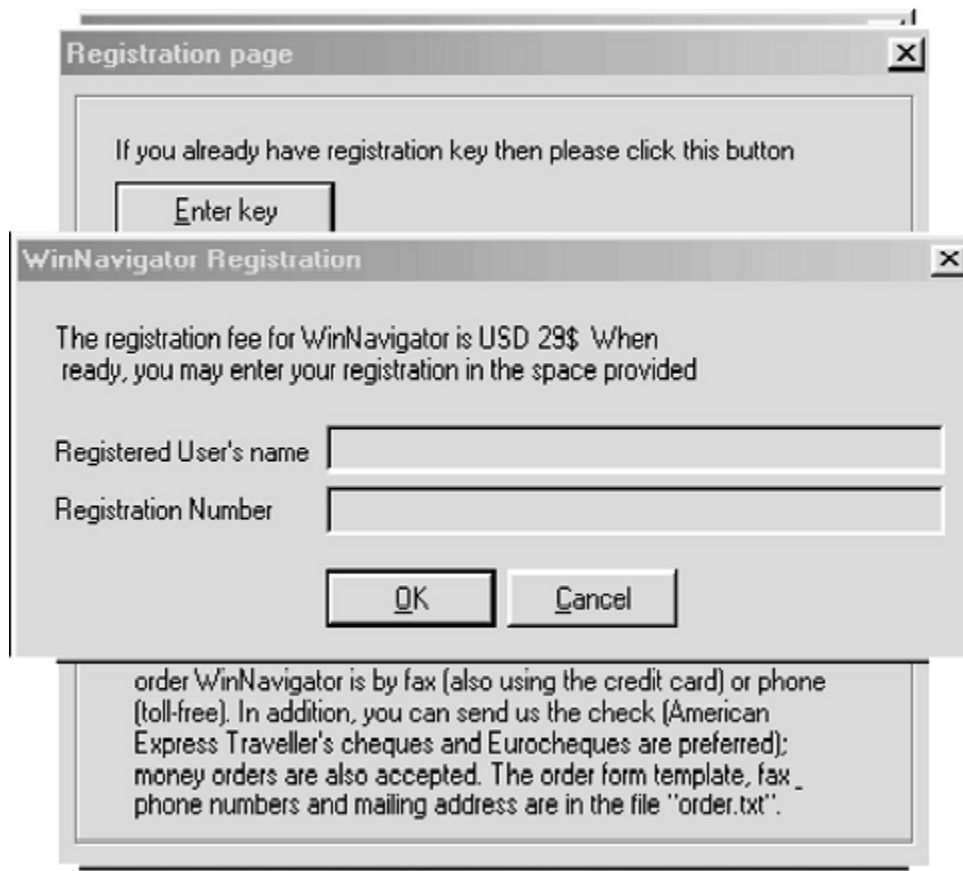 Registration page
If you already have registration key then please click this button
Enter key
WinNavigator Registration
The registration fee for WinNavigator is USD 29$ When
ready, you may enter your registration in the space provided
Registered User's name
Registration Number
OK
Cancel
order WinNavigator is by fax (also using the credit card) or phone
(toll-free). In addition, you can send us the check (American
Express Traveller's cheques and Eurocheques are preferred);
money orders are also accepted. The order form template, fax _
phone numbers and mailing address are in the file "order.txt".